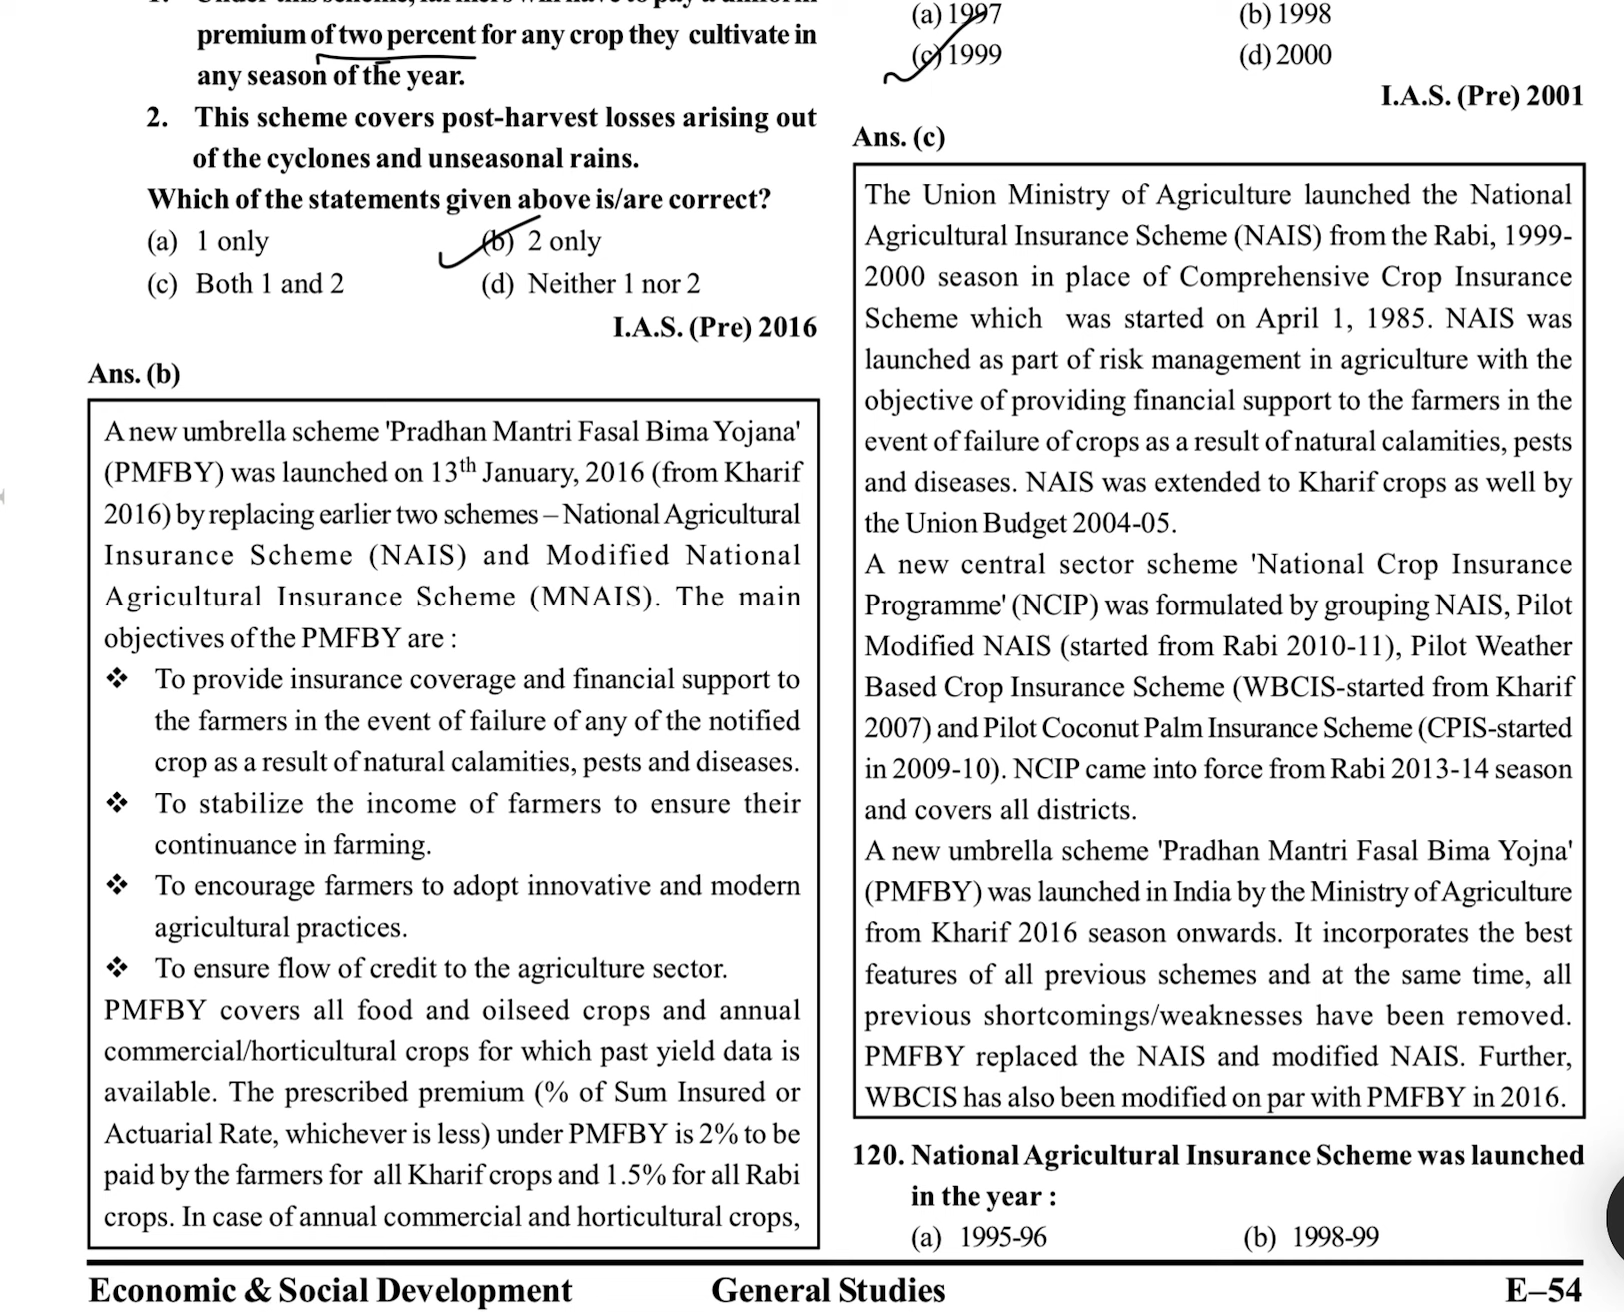 premium of two percent for any crop they cultivate in
any season of the year.
2. This scheme covers post-harvest losses arising out
of the cyclones and unseasonal rains.
Which of the statements given above is/are correct?
(a) 1 only (b) 2 only
(c) Both 1 and 2 (d) Neither 1 nor 2
I.A.S. (Pre) 2016
Ans. (b)
A new umbrella scheme 'Pradhan Mantri Fasal Bima Yojana'
(PMFBY) was launched on 13th January, 2016 (from Kharif
2016) by replacing earlier two schemes – National Agricultural
Insurance Scheme (NAIS) and Modified National
Agricultural Insurance Scheme (MNAIS). The main
objectives of the PMFBY are :
❖ To provide insurance coverage and financial support to
the farmers in the event of failure of any of the notified
crop as a result of natural calamities, pests and diseases.
❖ To stabilize the income of farmers to ensure their
continuance in farming.
❖ To encourage farmers to adopt innovative and modern
agricultural practices.
❖ To ensure flow of credit to the agriculture sector.
PMFBY covers all food and oilseed crops and annual
commercial/horticultural crops for which past yield data is
available. The prescribed premium (% of Sum Insured or
Actuarial Rate, whichever is less) under PMFBY is 2% to be
paid by the farmers for all Kharif crops and 1.5% for all Rabi
crops. In case of annual commercial and horticultural crops,
(a) 1997 (b) 1998
(c) 1999 (d) 2000
I.A.S. (Pre) 2001
Ans. (c)
The Union Ministry of Agriculture launched the National
Agricultural Insurance Scheme (NAIS) from the Rabi, 1999-
2000 season in place of Comprehensive Crop Insurance
Scheme which was started on April 1, 1985. NAIS was
launched as part of risk management in agriculture with the
objective of providing financial support to the farmers in the
event of failure of crops as a result of natural calamities, pests
and diseases. NAIS was extended to Kharif crops as well by
the Union Budget 2004-05.
A new central sector scheme 'National Crop Insurance
Programme' (NCIP) was formulated by grouping NAIS, Pilot
Modified NAIS (started from Rabi 2010-11), Pilot Weather
Based Crop Insurance Scheme (WBCIS-started from Kharif
2007) and Pilot Coconut Palm Insurance Scheme (CPIS-started
in 2009-10). NCIP came into force from Rabi 2013-14 season
and covers all districts.
A new umbrella scheme 'Pradhan Mantri Fasal Bima Yojna'
(PMFBY) was launched in India by the Ministry of Agriculture
from Kharif 2016 season onwards. It incorporates the best
features of all previous schemes and at the same time, all
previous shortcomings/weaknesses have been removed.
PMFBY replaced the NAIS and modified NAIS. Further,
WBCIS has also been modified on par with PMFBY in 2016.
120. National Agricultural Insurance Scheme was launched
in the year :
(a) 1995-96 (b) 1998-99
Economic & Social Development General Studies E–54